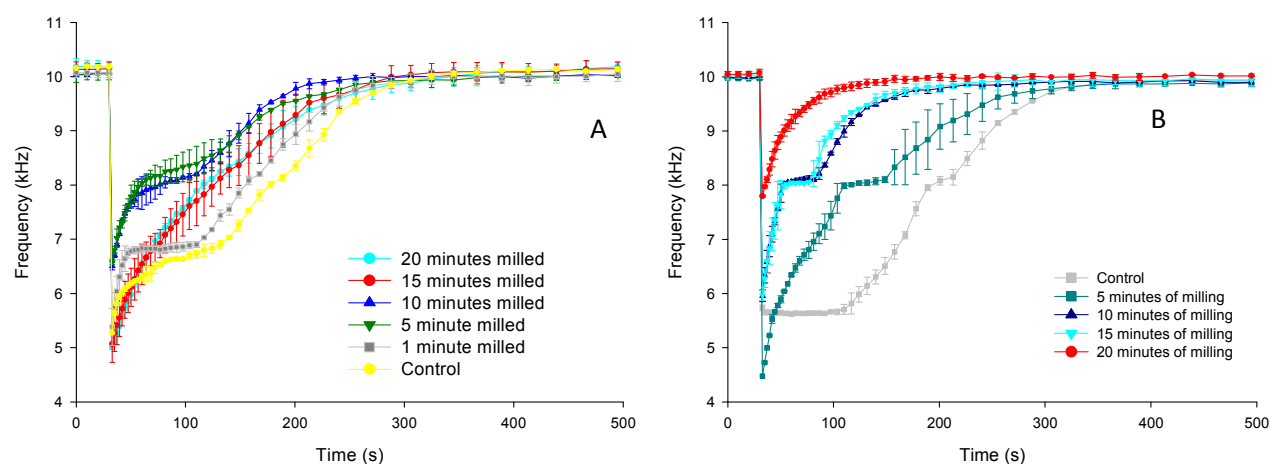 11
10
9
8
7
6
5
4
Frequency (kHz)
A
20 minutes milled
15 minutes milled
10 minutes milled
5 minute milled
1 minute milled
Control
0 100 200 300 400 500
Time (s)
11
10
9
8
7
6
5
4
Frequency (kHz)
B
Control
5 minutes of milling
10 minutes of milling
15 minutes of milling
20 minutes of milling
0 100 200 300 400 500
Time (s)